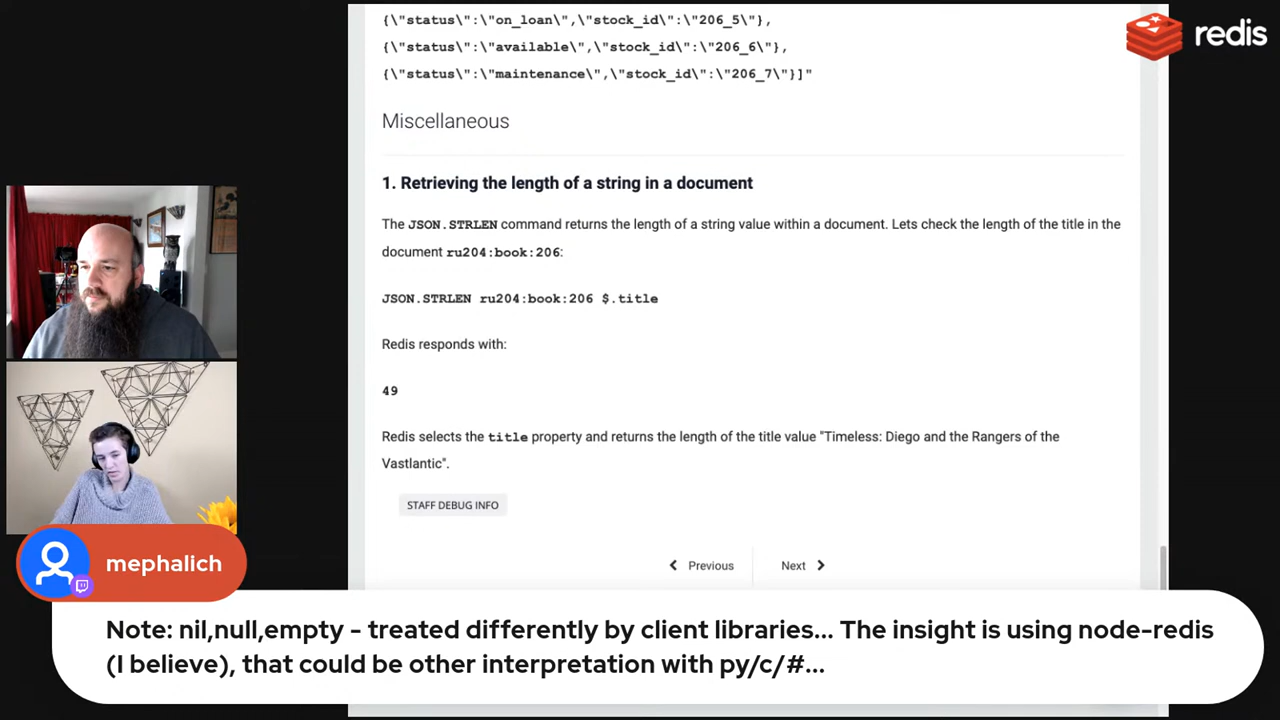 {\"status\":\"on_loan\",\"stock_id\":\"206_5\"},
{\"status\":\"available\",\"stock_id\":\"206_6\"},
{\"status\":\"maintenance\",\"stock_id\":\"206_7\"}]"
redis
Miscellaneous
1. Retrieving the length of a string in a document
The JSON.STRLEN command returns the length of a string value within a document. Lets check the length of the title in the
document ru204:book:206:
JSON.STRLEN ru204:book:206 $.title
Redis responds with:
49
Redis selects the title property and returns the length of the title value "Timeless: Diego and the Rangers of the
Vastlantic".
STAFF DEBUG INFO
Previous
Next
mephalich
Note: nil,null,empty - treated differently by client libraries... The insight is using node-redis
(I believe), that could be other interpretation with py/c/#...